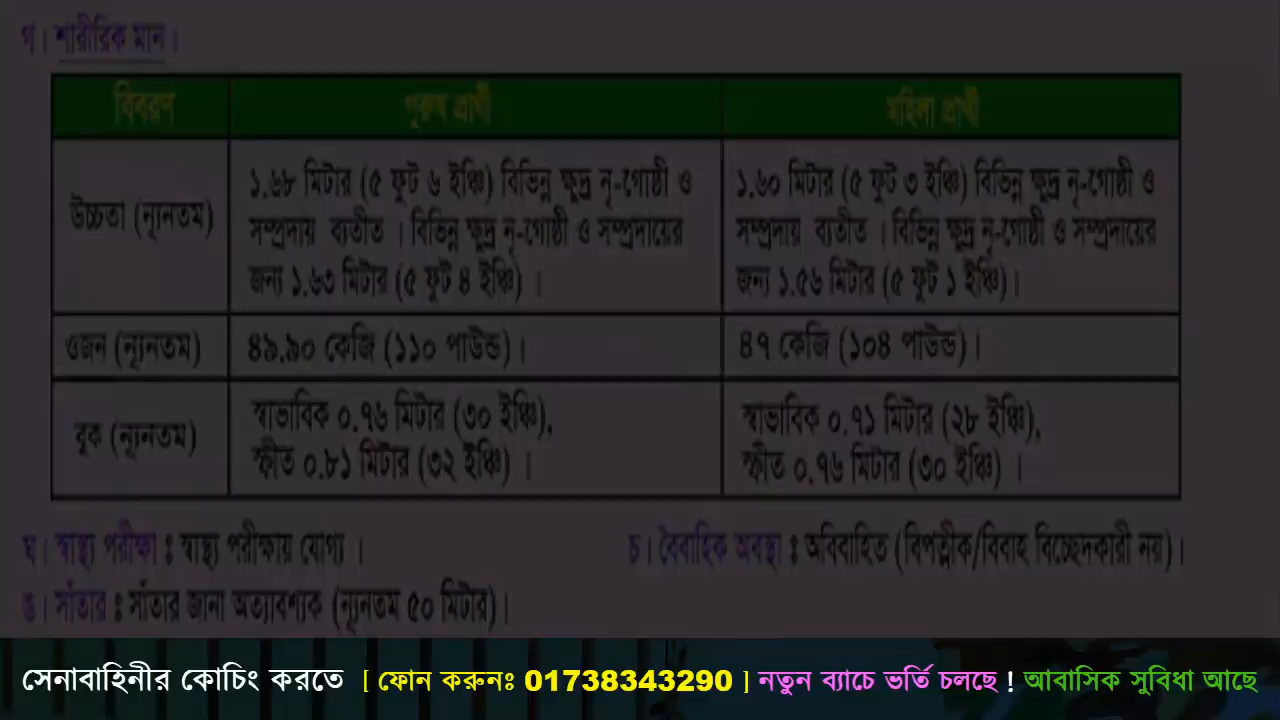 গ। শারীরিক মান।
বিবরণ পুরুষ প্রার্থী মহিলা প্রার্থী
উচ্চতা (ন্যূনতম)
১.৬৮ মিটার (৫ ফুট ৬ ইঞ্চি) বিভিন্ন ক্ষুদ্র নৃ-গোষ্ঠী ও
সম্প্রদায় ব্যতীত । বিভিন্ন ক্ষুদ্র নৃ-গোষ্ঠী ও সম্প্রদায়ের
জন্য ১.৬৩ মিটার (৫ ফুট ৪ ইঞ্চি) ।
১.৬০ মিটার (৫ ফুট ৩ ইঞ্চি) বিভিন্ন ক্ষুদ্র নৃ-গোষ্ঠী ও
সম্প্রদায় ব্যতীত । বিভিন্ন ক্ষুদ্র নৃ-গোষ্ঠী ও সম্প্রদায়ের
জন্য ১.৫৬ মিটার (৫ ফুট ১ ইঞ্চি)।
ওজন (ন্যূনতম) ৪৯.৯০ কেজি (১১০ পাউন্ড)। ৪৭ কেজি (১০৪ পাউন্ড)।
বুক (ন্যূনতম)
স্বাভাবিক ০.৭৬ মিটার (৩০ ইঞ্চি),
স্ফীত ০.৮১ মিটার (৩২ ইঞ্চি) ।
স্বাভাবিক ০.৭১ মিটার (২৮ ইঞ্চি),
স্ফীত ০.৭৬ মিটার (৩০ ইঞ্চি) ।
ঘ। স্বাস্থ্য পরীক্ষা ঃ স্বাস্থ্য পরীক্ষায় যোগ্য । চ। বৈবাহিক অবস্থা ঃ অবিবাহিত (বিপত্নীক/বিবাহ বিচ্ছেদকারী নয়)।
ঙ। সাঁতার ঃ সাঁতার জানা অত্যাবশ্যক (ন্যূনতম ৫০ মিটার)।
সেনাবাহিনীর কোচিং করতে [ ফোন করুনঃ 01738343290 ] নতুন ব্যাচে ভর্তি চলছে ! আবাসিক সুবিধা আছে